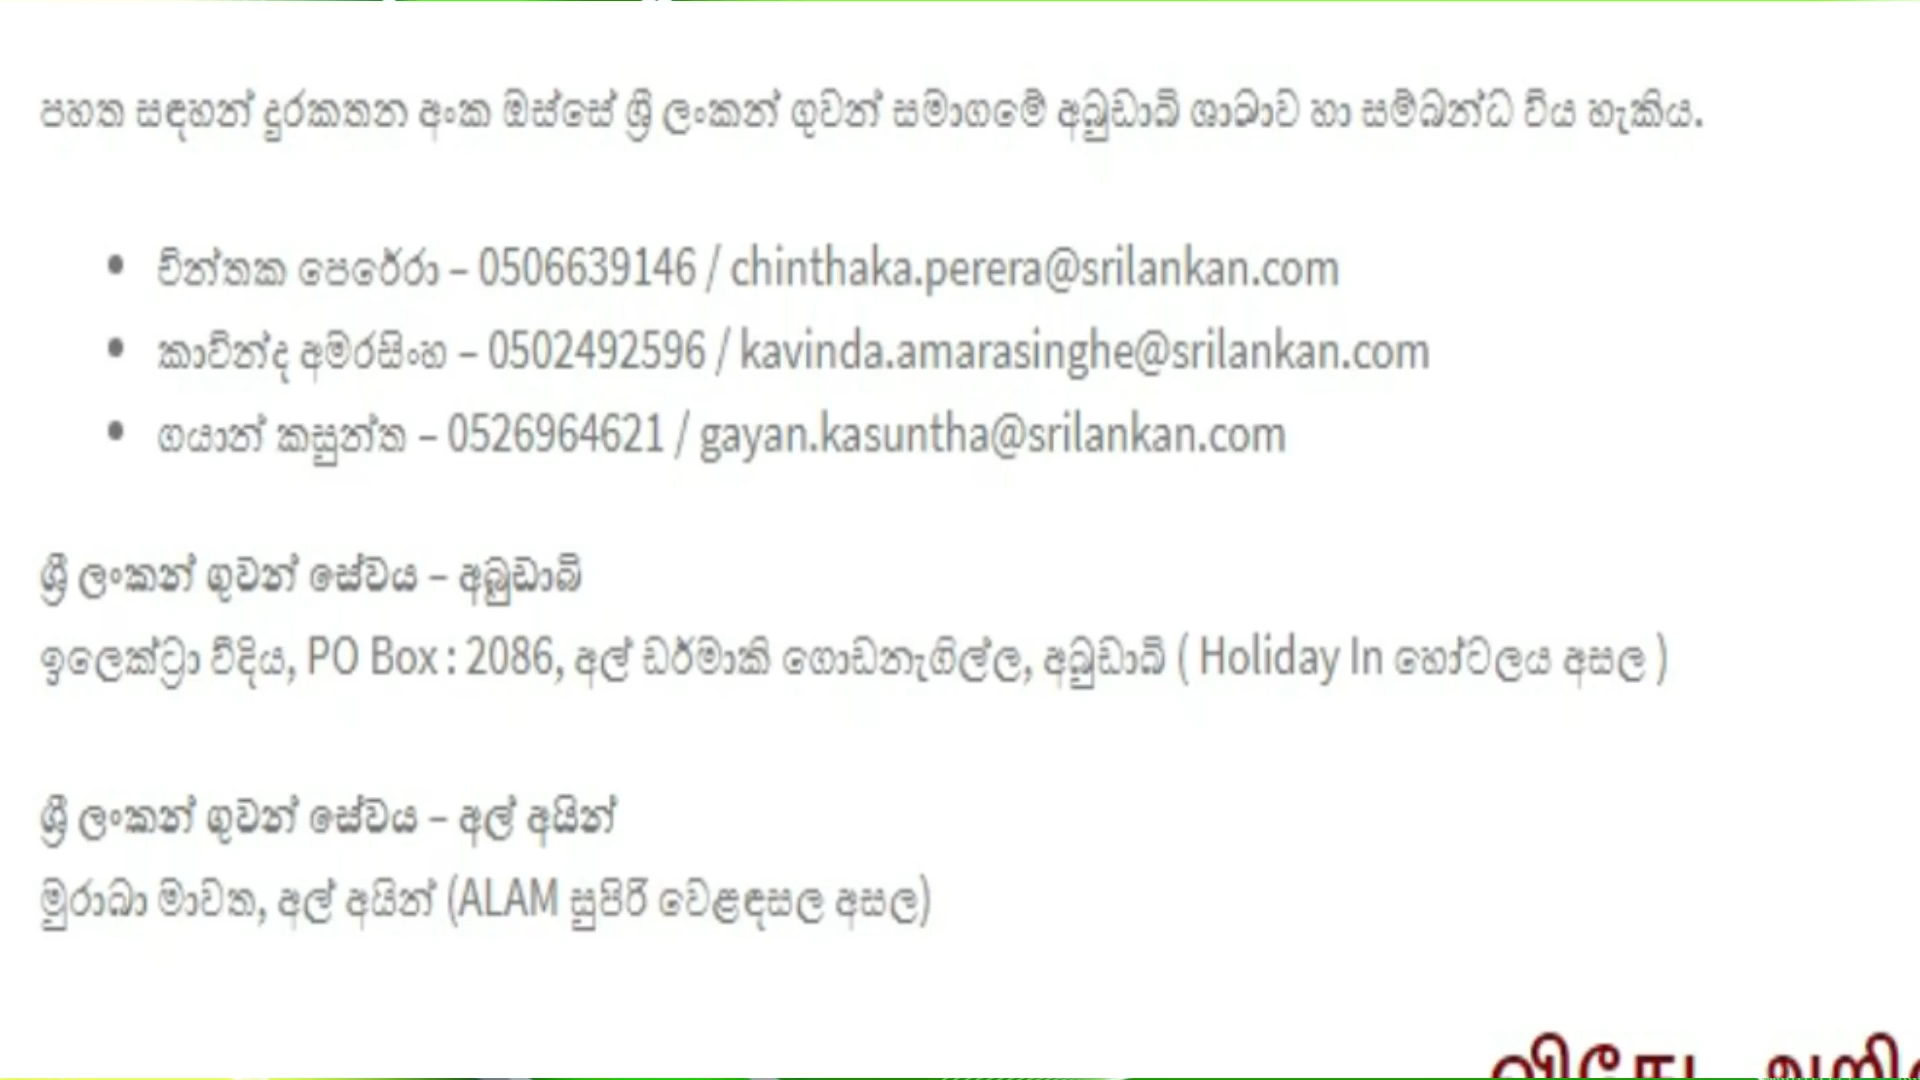 පහත සඳහන් දුරකතන අංක ඔස්සේ ශ්‍රී ලංකන් ගුවන් සමාගමේ අබුඩාබි ශාඛාව හා සම්බන්ධ විය හැකිය.
• චින්තක පෙරේරා – 0506639146 / chinthaka.perera@srilankan.com
• කාවින්ද අමරසිංහ – 0502492596 / kavinda.amarasinghe@srilankan.com
• ගයාන් කසුන්ත – 0526964621 / gayan.kasuntha@srilankan.com
ශ්‍රී ලංකන් ගුවන් සේවය – අබුඩාබි
ඉලෙක්ට්‍රා වීදිය, PO Box : 2086, අල් ඩර්මාකි ගොඩනැගිල්ල, අබුඩාබි ( Holiday In හෝටලය අසල )
ශ්‍රී ලංකන් ගුවන් සේවය – අල් අයින්
මුරාබා මාවත, අල් අයින් (ALAM සුපිරි වෙළඳසල අසල)